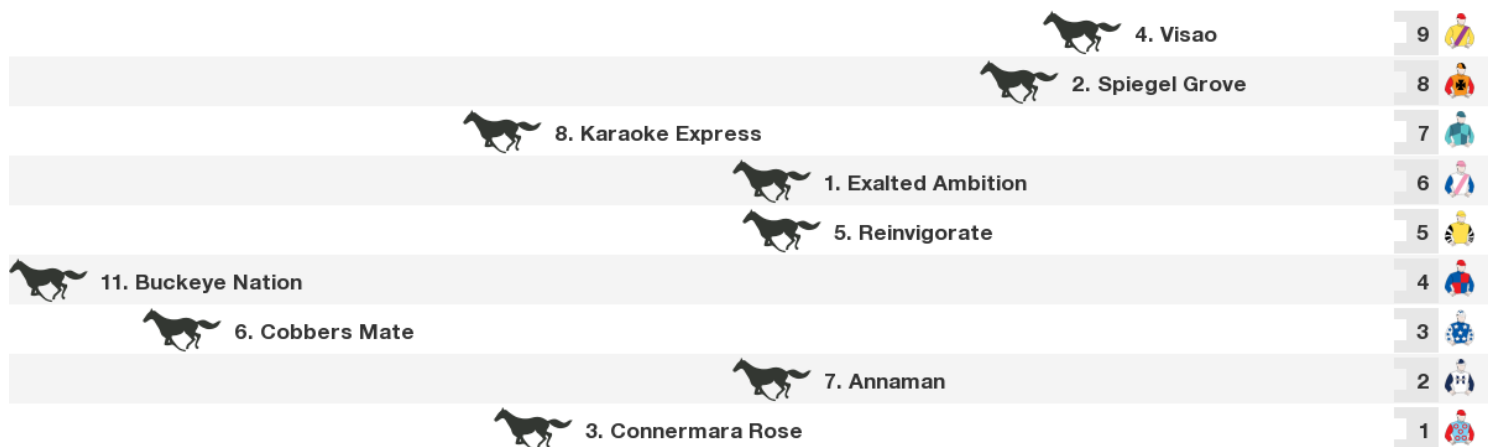 4. Visao 9
2. Spiegel Grove 8
8. Karaoke Express 7
1. Exalted Ambition 6
5. Reinvigorate 5
11. Buckeye Nation 4
6. Cobbers Mate 3
7. Annaman 2
3. Connermara Rose 1